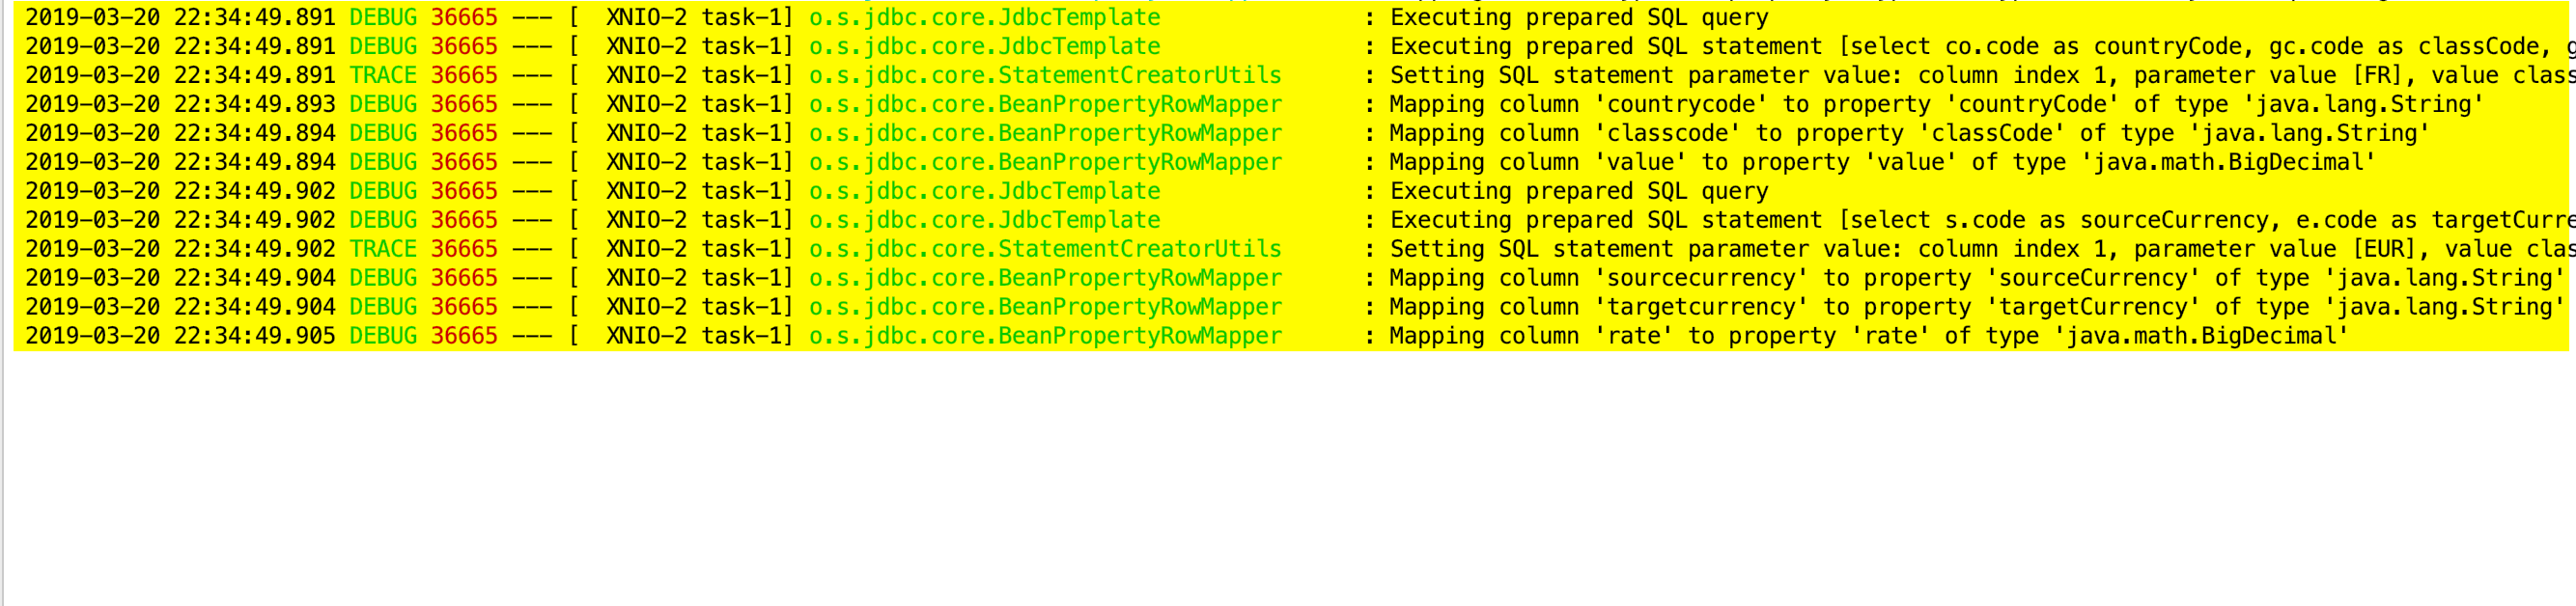 2019-03-20 22:34:49.891 DEBUG 36665 --- [  XNIO-2 task-1] o.s.jdbc.core.JdbcTemplate               : Executing prepared SQL query
2019-03-20 22:34:49.891 DEBUG 36665 --- [  XNIO-2 task-1] o.s.jdbc.core.JdbcTemplate               : Executing prepared SQL statement [select co.code as countryCode, gc.code as classCode,
2019-03-20 22:34:49.891 TRACE 36665 --- [  XNIO-2 task-1] o.s.jdbc.core.StatementCreatorUtils      : Setting SQL statement parameter value: column index 1, parameter value [FR], value class
2019-03-20 22:34:49.893 DEBUG 36665 --- [  XNIO-2 task-1] o.s.jdbc.core.BeanPropertyRowMapper      : Mapping column 'countrycode' to property 'countryCode' of type 'java.lang.String'
2019-03-20 22:34:49.894 DEBUG 36665 --- [  XNIO-2 task-1] o.s.jdbc.core.BeanPropertyRowMapper      : Mapping column 'classcode' to property 'classCode' of type 'java.lang.String'
2019-03-20 22:34:49.894 DEBUG 36665 --- [  XNIO-2 task-1] o.s.jdbc.core.BeanPropertyRowMapper      : Mapping column 'value' to property 'value' of type 'java.math.BigDecimal'
2019-03-20 22:34:49.902 DEBUG 36665 --- [  XNIO-2 task-1] o.s.jdbc.core.JdbcTemplate               : Executing prepared SQL query
2019-03-20 22:34:49.902 DEBUG 36665 --- [  XNIO-2 task-1] o.s.jdbc.core.JdbcTemplate               : Executing prepared SQL statement [select s.code as sourceCurrency, e.code as targetCurre
2019-03-20 22:34:49.902 TRACE 36665 --- [  XNIO-2 task-1] o.s.jdbc.core.StatementCreatorUtils      : Setting SQL statement parameter value: column index 1, parameter value [EUR], value clas
2019-03-20 22:34:49.904 DEBUG 36665 --- [  XNIO-2 task-1] o.s.jdbc.core.BeanPropertyRowMapper      : Mapping column 'sourcecurrency' to property 'sourceCurrency' of type 'java.lang.String'
2019-03-20 22:34:49.904 DEBUG 36665 --- [  XNIO-2 task-1] o.s.jdbc.core.BeanPropertyRowMapper      : Mapping column 'targetcurrency' to property 'targetCurrency' of type 'java.lang.String'
2019-03-20 22:34:49.905 DEBUG 36665 --- [  XNIO-2 task-1] o.s.jdbc.core.BeanPropertyRowMapper      : Mapping column 'rate' to property 'rate' of type 'java.math.BigDecimal'